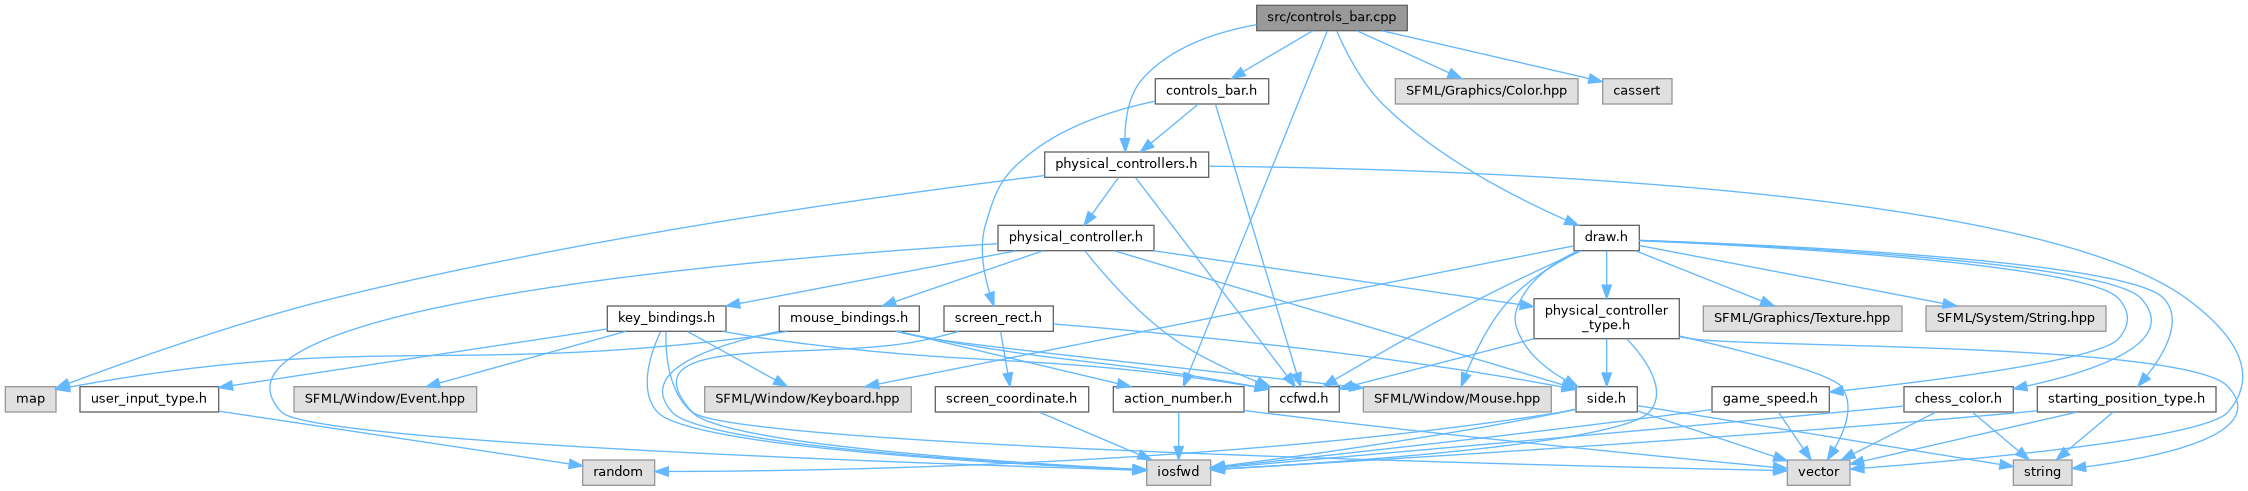 src/controls_bar.cpp
controls_bar.h
SFML/Graphics/Color.hpp
cassert
physical_controllers.h
physical_controller.h
draw.h
key_bindings.h
mouse_bindings.h
screen_rect.h
physical_controller
_type.h
SFML/Graphics/Texture.hpp
SFML/System/String.hpp
map
user_input_type.h
SFML/Window/Event.hpp
SFML/Window/Keyboard.hpp
screen_coordinate.h
action_number.h
ccfwd.h
SFML/Window/Mouse.hpp
side.h
game_speed.h
chess_color.h
starting_position_type.h
random
iosfwd
vector
string